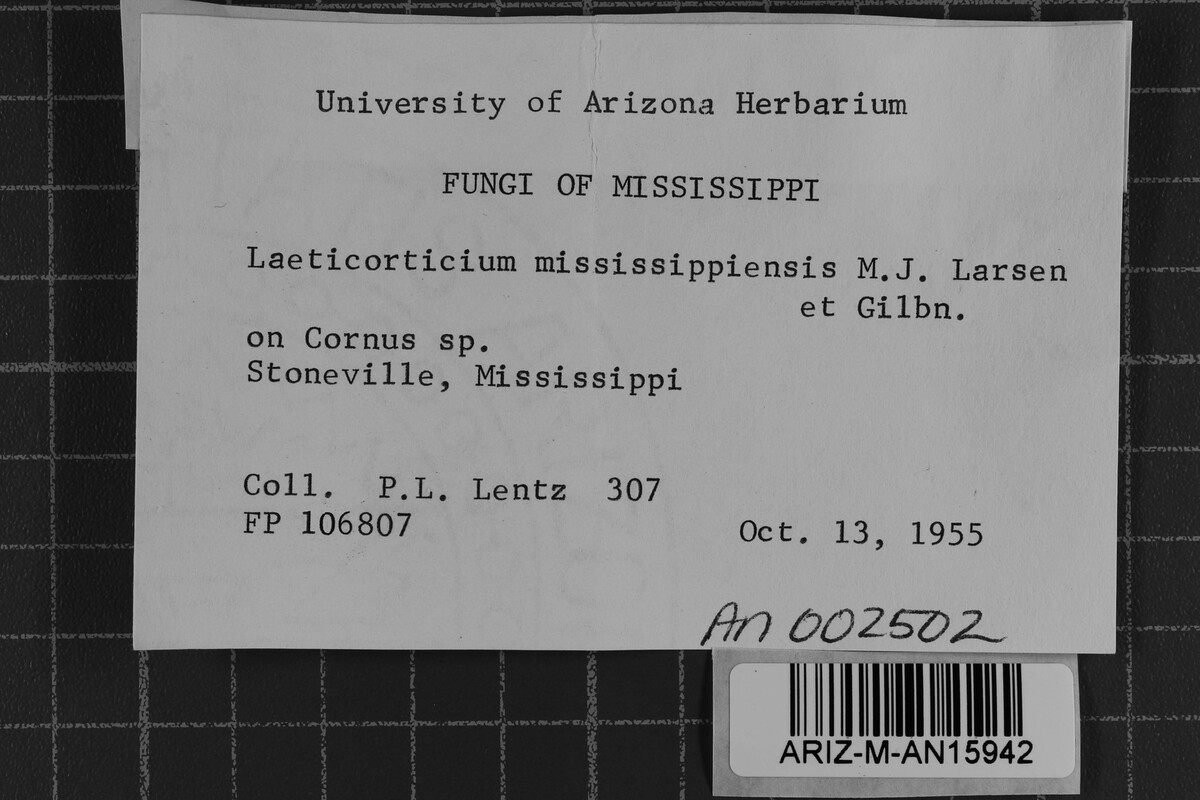 University of Arizona Herbarium
FUNGI OF MISSISSIPPI
Laeticorticium mississippiensis M.J. Larsen
et Gilbn.
on Cornus sp.
Stoneville, Mississippi
Coll. P.L. Lentz 307
FP 106807
Oct. 13, 1955
An 002502
ARIZ-M-AN15942